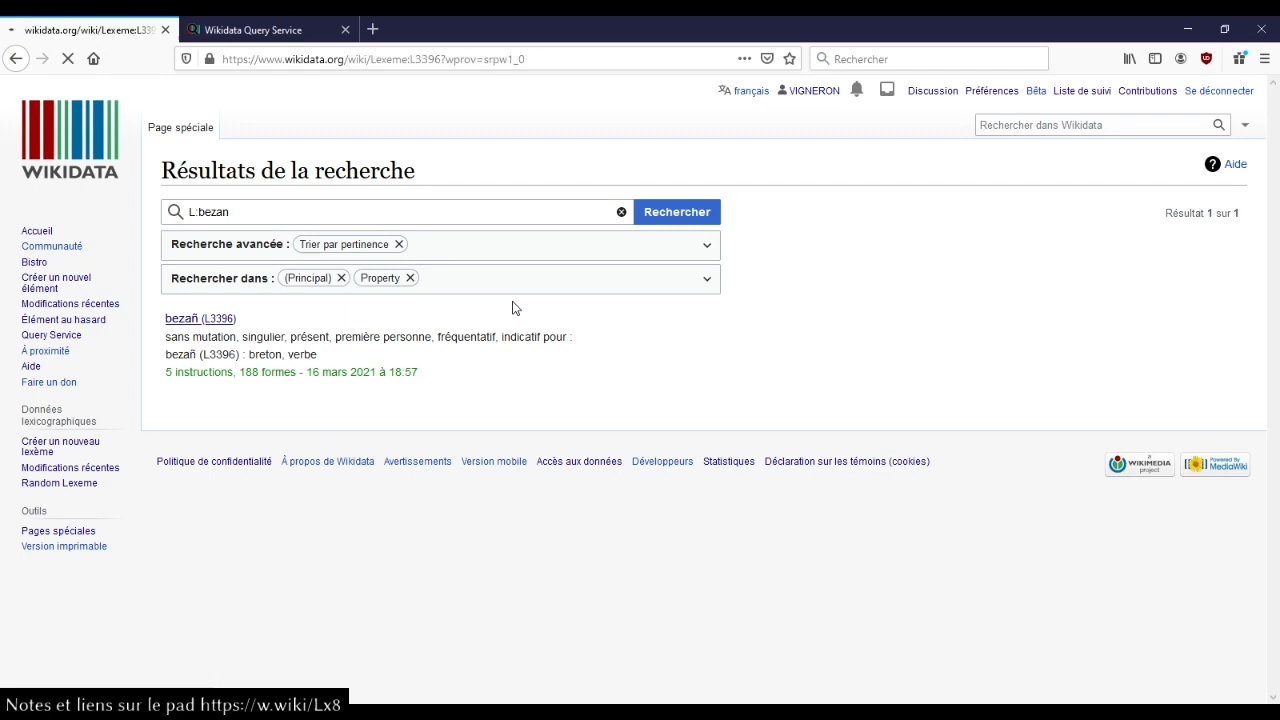 wikidata.org/wiki/Lexeme:L339
Wikidata Query Service
https://www.wikidata.org/wiki/Lexeme:L3396?wprov=srpw1_0
Rechercher
français VIGNERON Discussion Préférences Bêta Liste de suivi Contributions Se déconnecter
Page spéciale
Rechercher dans Wikidata
WIKIDATA
Résultats de la recherche
Aide
L:bezan
Rechercher
Résultat 1 sur 1
Recherche avancée : Trier par pertinence
Rechercher dans : (Principal) Property
bezañ (L3396)
sans mutation, singulier, présent, première personne, fréquentatif, indicatif pour :
bezañ (L3396) : breton, verbe
5 instructions, 188 formes - 16 mars 2021 à 18:57
Accueil
Communauté
Bistro
Créer un nouvel
élément
Modifications récentes
Élément au hasard
Query Service
À proximité
Aide
Faire un don
Données
lexicographiques
Créer un nouveau
lexème
Modifications récentes
Random Lexeme
Outils
Pages spéciales
Version imprimable
Politique de confidentialité À propos de Wikidata Avertissements Version mobile Accès aux données Développeurs Statistiques Déclaration sur les témoins (cookies)
A
WIKIMEDIA
project
Powered By
MediaWiki
Notes et liens sur le pad https://w.wiki/Lx8